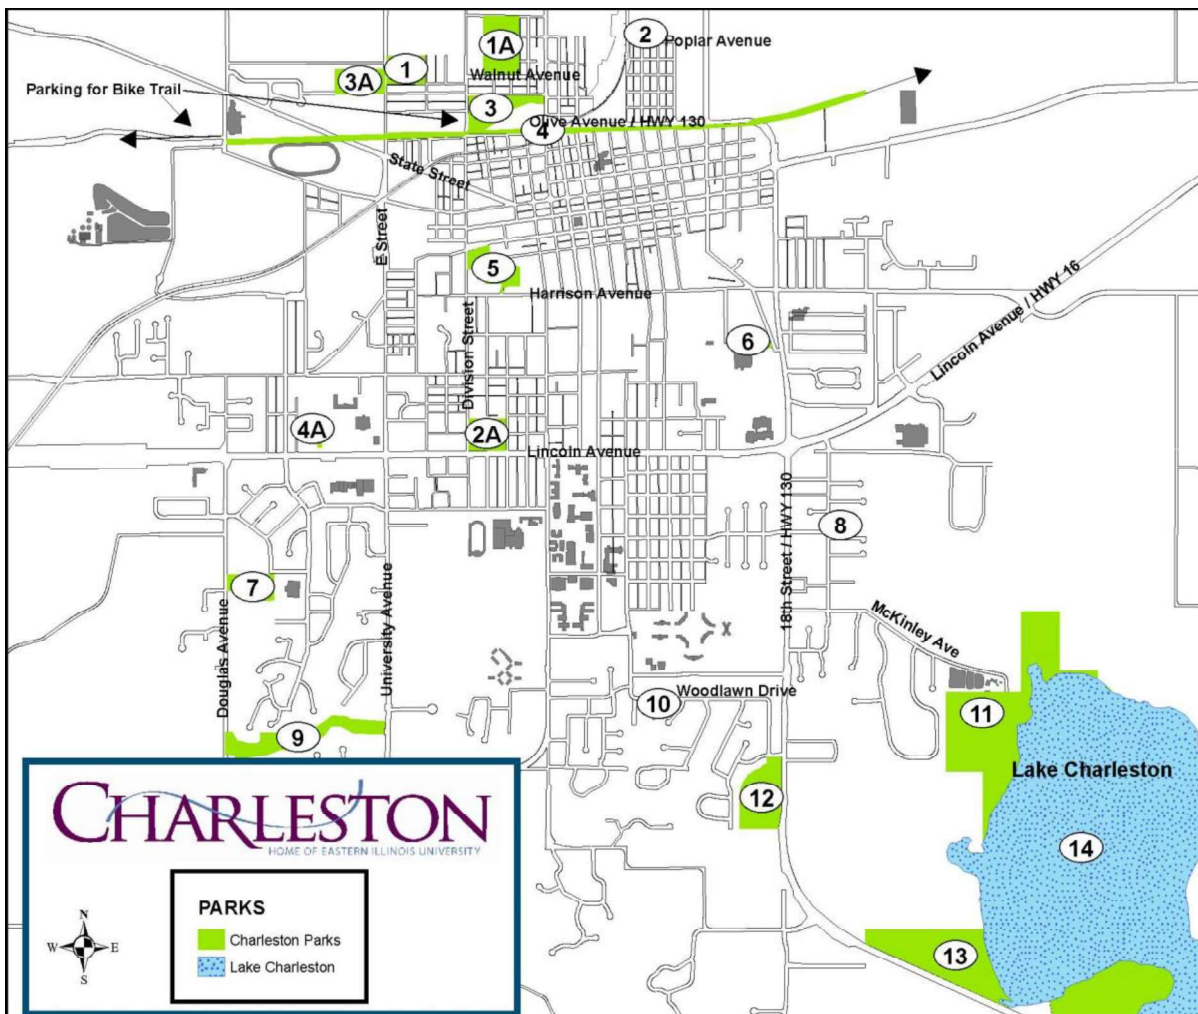 2
Poplar Avenue
1A
1
Walnut Avenue
3A
Parking for Bike Trail
3
Olive Avenue / HWY 130
4
State Street
E Street
5
Harrison Avenue
Lincoln Avenue / HWY 16
6
Division Street
4A
2A
Lincoln Avenue
18th Street / HWY 130
8
7
Douglas Avenue
University Avenue
McKinley Ave
Woodlawn Drive
10
11
9
Lake Charleston
12
14
13
CHARLESTON
HOME OF EASTERN ILLINOIS UNIVERSITY
PARKS
Charleston Parks
Lake Charleston
N
W E
S